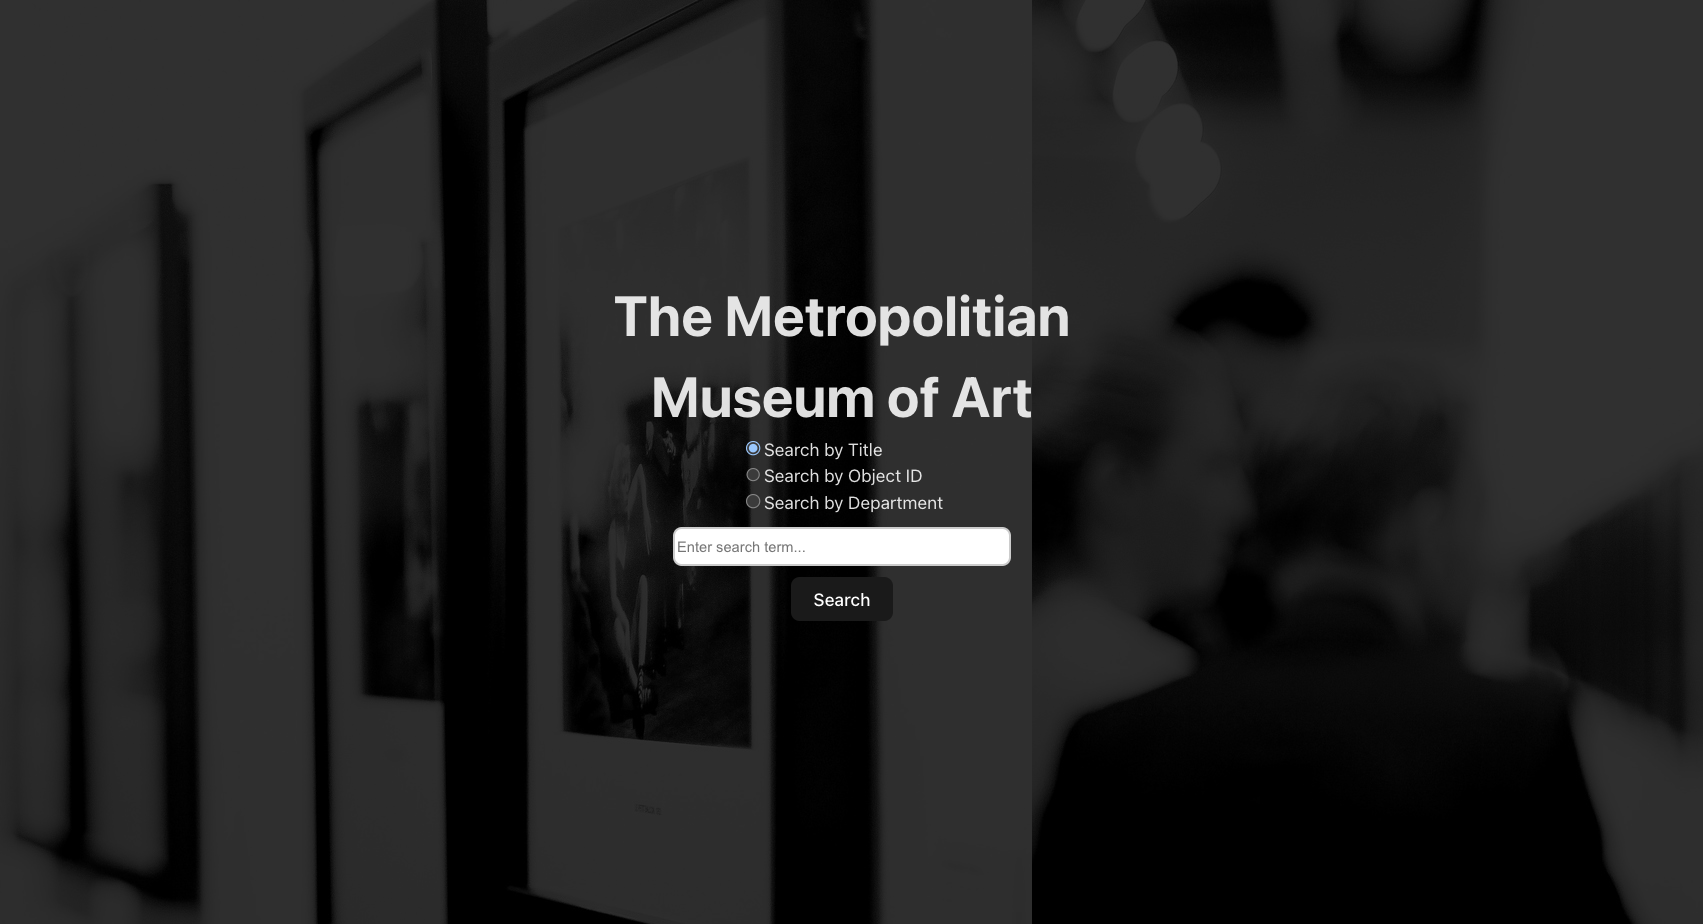 The Metropolitian
Museum of Art
Search by Title
Search by Object ID
Search by Department
Enter search term...
Search